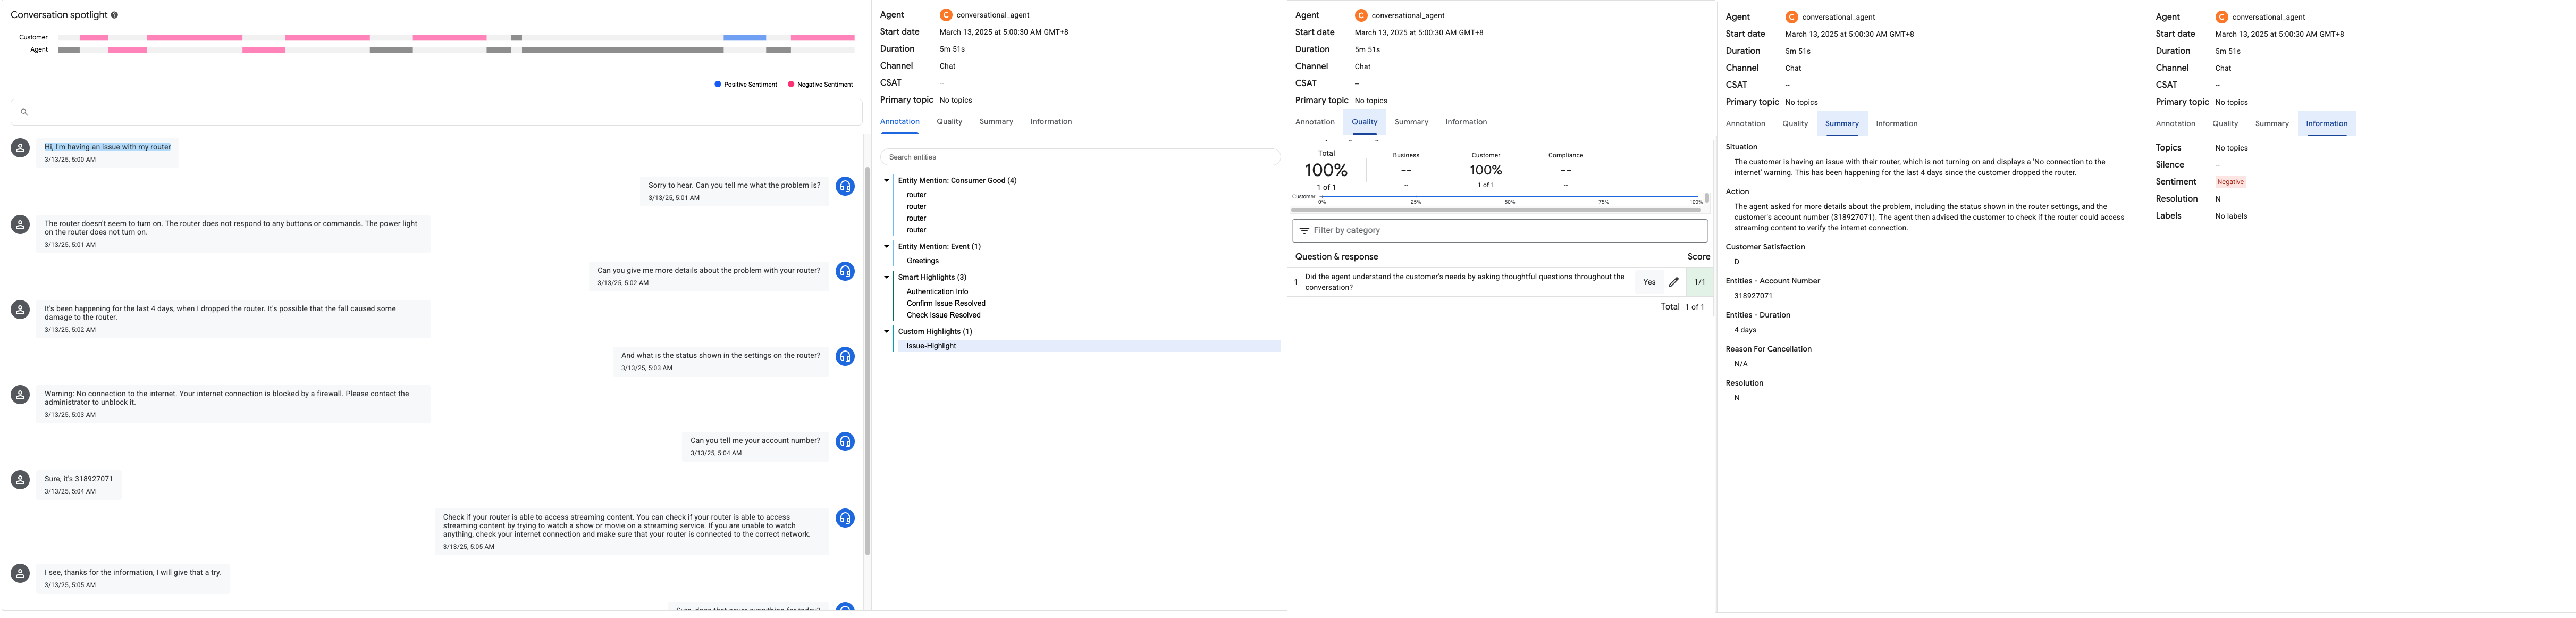 Conversation spotlight
Customer
Agent
Positive Sentiment
Negative Sentiment
Hi, I'm having an issue with my router
3/13/25, 5:00 AM
Sorry to hear. Can you tell me what the problem is?
3/13/25, 5:01 AM
The router doesn't seem to turn on. The router does not respond to any buttons or commands. The power light
on the router does not turn on.
3/13/25, 5:01 AM
Can you give me more details about the problem with your router?
3/13/25, 5:02 AM
It's been happening for the last 4 days, when I dropped the router. It's possible that the fall caused some
damage to the router.
3/13/25, 5:02 AM
And what is the status shown in the settings on the router?
3/13/25, 5:03 AM
Warning: No connection to the internet. Your internet connection is blocked by a firewall. Please contact the
administrator to unblock it.
3/13/25, 5:03 AM
Can you tell me your account number?
3/13/25, 5:04 AM
Sure, it's 318927071
3/13/25, 5:04 AM
Check if your router is able to access streaming content. You can check if your router is able to access
streaming content by trying to watch a show or movie on a streaming service. If you are unable to watch
anything, check your internet connection and make sure that your router is connected to the correct network.
3/13/25, 5:05 AM
I see, thanks for the information, I will give that a try.
3/13/25, 5:05 AM
Sure, does that cover everything for today?
Agent C conversational_agent
Start date March 13, 2025 at 5:00:30 AM GMT+8
Duration 5m 51s
Channel Chat
CSAT --
Primary topic No topics
Annotation Quality Summary Information
Search entities
Entity Mention: Consumer Good (4)
router
router
router
router
Entity Mention: Event (1)
Greetings
Smart Highlights (3)
Authentication Info
Confirm Issue Resolved
Check Issue Resolved
Custom Highlights (1)
Issue-Highlight
Agent C conversational_agent
Start date March 13, 2025 at 5:00:30 AM GMT+8
Duration 5m 51s
Channel Chat
CSAT --
Primary topic No topics
Annotation Quality Summary Information
Total Business Customer Compliance
100% -- 100% --
1 of 1 -- 1 of 1 --
Customer
0% 25% 50% 75% 100%
Filter by category
Question & response Score
1 Did the agent understand the customer's needs by asking thoughtful questions throughout the
conversation? Yes 1/1
Total 1 of 1
Agent C conversational_agent
Start date March 13, 2025 at 5:00:30 AM GMT+8
Duration 5m 51s
Channel Chat
CSAT --
Primary topic No topics
Annotation Quality Summary Information
Situation
The customer is having an issue with their router, which is not turning on and displays a 'No connection to the
internet' warning. This has been happening for the last 4 days since the customer dropped the router.
Action
The agent asked for more details about the problem, including the status shown in the router settings, and the
customer's account number (318927071). The agent then advised the customer to check if the router could access
streaming content to verify the internet connection.
Customer Satisfaction
D
Entities - Account Number
318927071
Entities - Duration
4 days
Reason For Cancellation
N/A
Resolution
N
Agent C conversational_agent
Start date March 13, 2025 at 5:00:30 AM GMT+8
Duration 5m 51s
Channel Chat
CSAT --
Primary topic No topics
Annotation Quality Summary Information
Topics No topics
Silence --
Sentiment Negative
Resolution N
Labels No labels